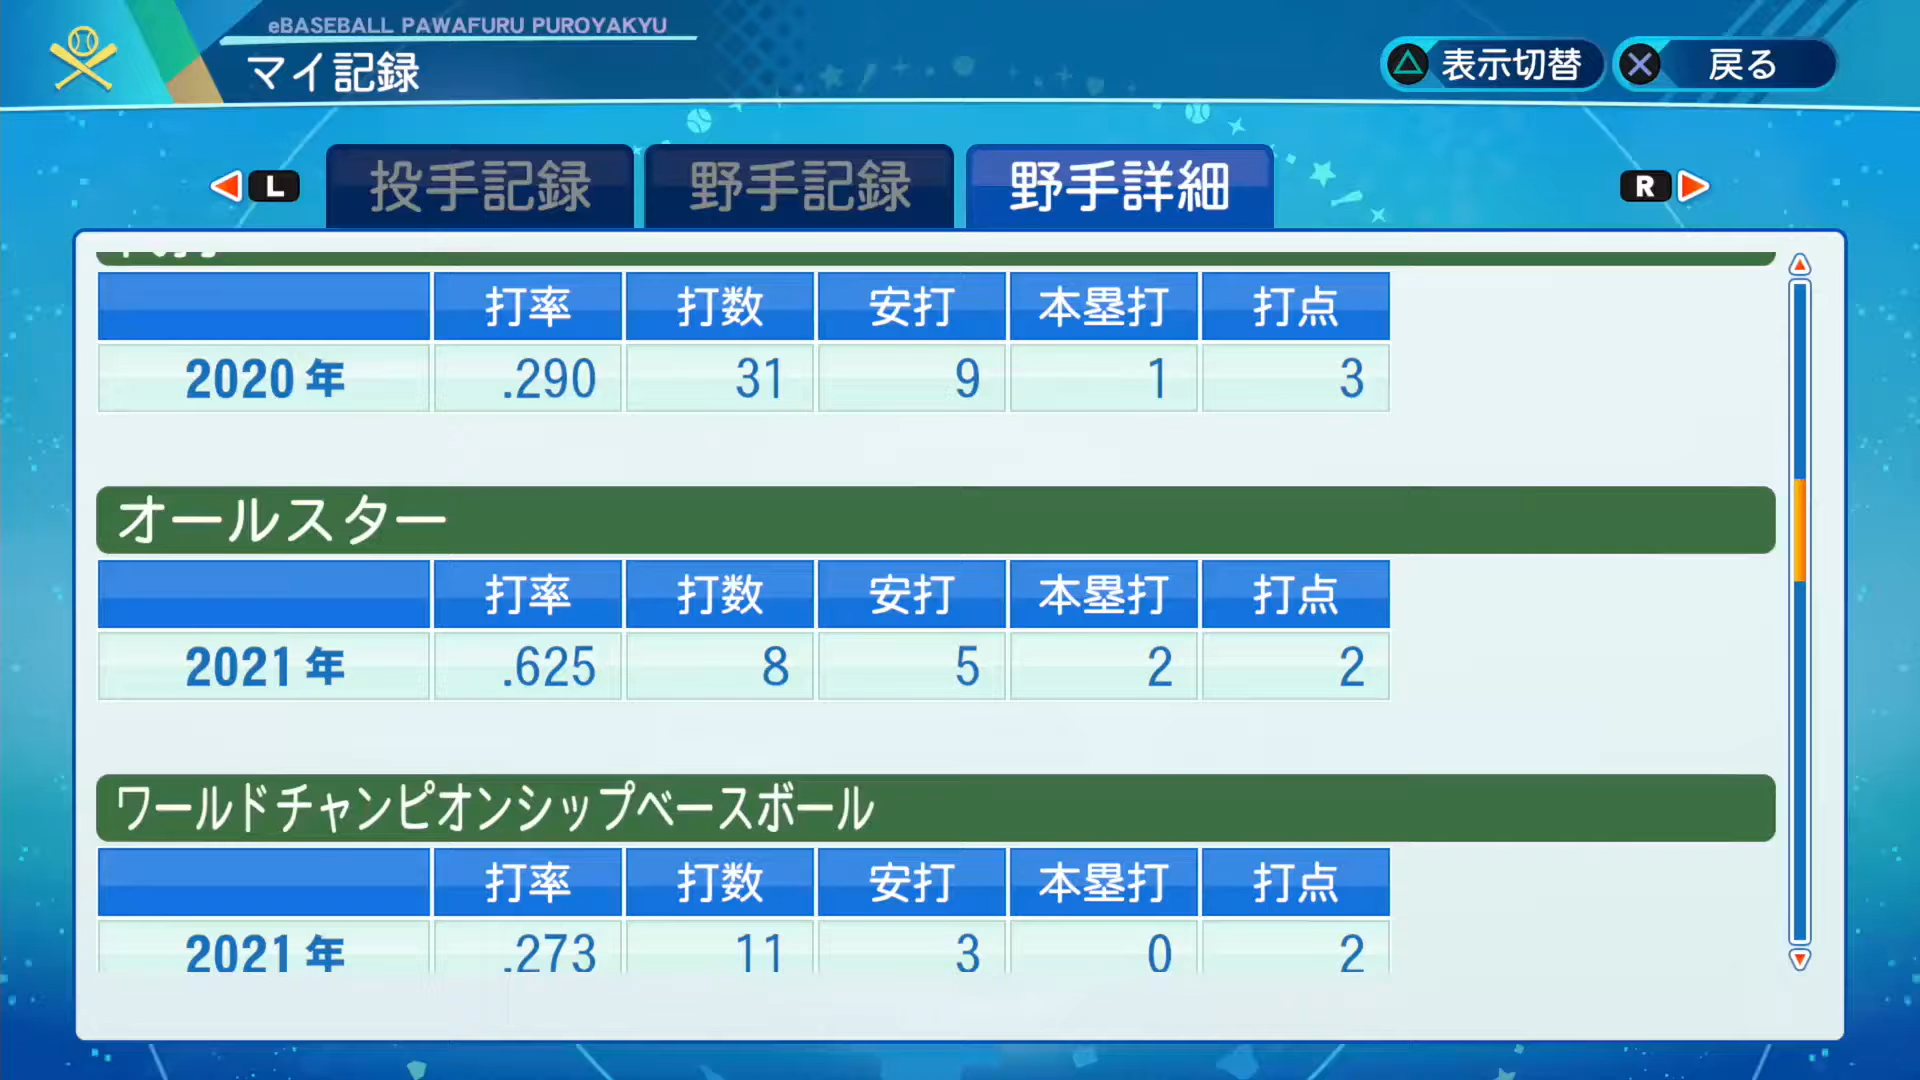 eBASEBALL PAWAFURU PUROYAKYU
マイ記録
表示切替
戻る
L
投手記録
野手記録
野手詳細
R
打率 打数 安打 本塁打 打点
2020年 .290 31 9 1 3
オールスター
打率 打数 安打 本塁打 打点
2021年 .625 8 5 2 2
ワールドチャンピオンシップベースボール
打率 打数 安打 本塁打 打点
2021年 .273 11 3 0 2